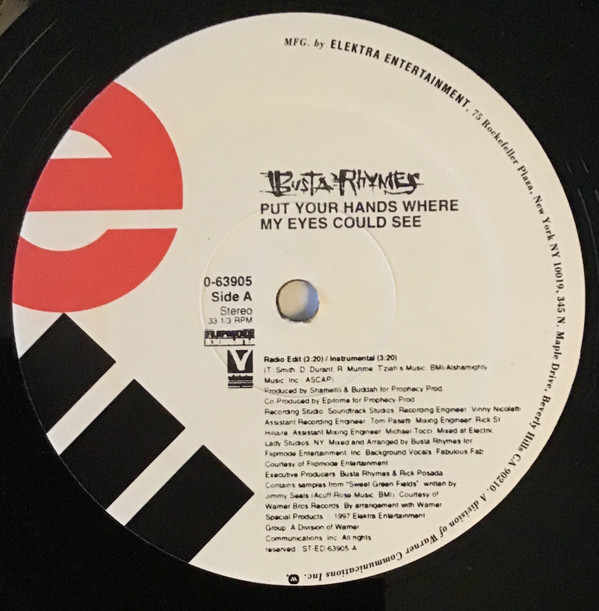 MFG. by ELEKTRA ENTERTAINMENT, 75 Rockefeller Plaza, New York NY 10019, 345 N. Maple Drive, Beverly Hills CA 90210. A division of Warner Communications Inc.
BUSTA RHYMES
PUT YOUR HANDS WHERE
MY EYES COULD SEE
0-63905
Side A
Stereo
33 1/3 RPM
FLIPMODE
Radio Edit (3:20) / Instrumental (3:20)
(T. Smith D. Durant, R. Munroe, T'ziah's Music, BMI/Alshamighty
Music Inc. ASCAP)
Produced by Shamello & Buddah for Prophecy Prod.
Co-Produced by Epitome for Prophecy Prod.
Recording Studio: Soundtrack Studios. Recording Engineer: Vinny Nicoletti
Assistant Recording Engineer: Tom Pasetti Mixing Engineer: Rick St
Hilaire. Assistant Mixing Engineer: Michael Tocci. Mixed at Electric
Lady Studios, NY. Mixed and Arranged by Busta Rhymes for
Flipmode Entertainment, Inc. Background Vocals: Fabulous Fab
Courtesy of Flipmode Entertainment
Executive Producers: Busta Rhymes & Rick Posada
Contains samples from "Sweet Green Fields" written by
Jimmy Seals (Acuff-Rose Music, BMI). Courtesy of
Warner Bros Records. By arrangement with Warner
Special Products. 1997 Elektra Entertainment
Group. A Division of Warner
Communications Inc. All rights
reserved. ST-ED-63905-A